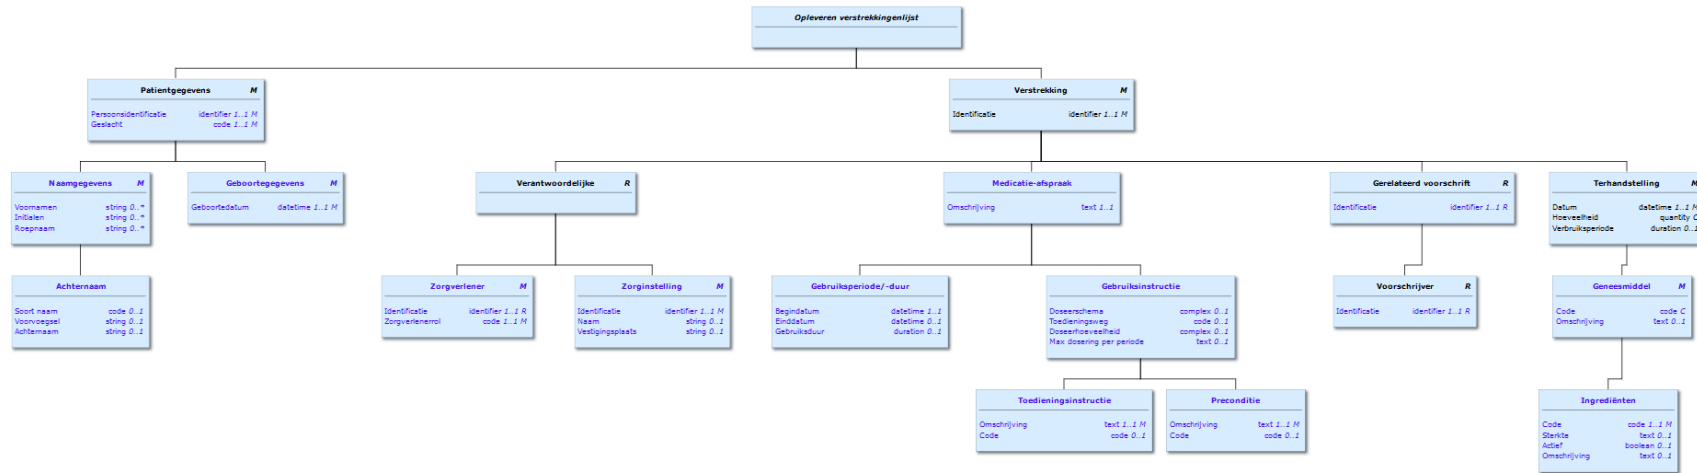 Opleveren verstrekkingenlijst
Patientgegevens M
Persoonsidentificatie identifier 1..1 M
Geslacht code 1..1 M
Verstrekking M
Identificatie identifier 1..1 M
Naamgegevens M
Voornamen string 0..*
Initialen string 0..*
Roepnaam string 0..*
Geboortegegevens M
Geboortedatum datetime 1..1 M
Verantwoordelijke R
Medicatie-afspraak
Omschrijving text 1..1
Gerelateerd voorschrift R
Identificatie identifier 1..1 R
Terhandstelling M
Datum datetime 1..1 M
Hoeveelheid quantity C
Verbruiksperiode duration 0..1
Achternaam
Soort naam code 0..1
Voorvoegsel string 0..1
Achternaam string 0..1
Zorgverlener M
Identificatie identifier 1..1 R
Zorgverlenerrol code 1..1 M
Zorginstelling M
Identificatie identifier 1..1 M
Naam string 0..1
Vestigingsplaats string 0..1
Gebruiksperiode/-duur
Begindatum datetime 1..1
Einddatum datetime 0..1
Gebruiksduur duration 0..1
Gebruiksinstructie
Doseerschema complex 0..1
Toedieningsweg code 0..1
Doseerhoeveelheid complex 0..1
Max dosering per periode text 0..1
Voorschrijver R
Identificatie identifier 1..1 R
Geneesmiddel M
Code code C
Omschrijving text 0..1
Toedieningsinstructie
Omschrijving text 1..1 M
Code code 0..1
Preconditie
Omschrijving text 1..1 M
Code code 0..1
Ingrediënten
Code code 1..1 M
Sterkte text 0..1
Actief boolean 0..1
Omschrijving text 0..1